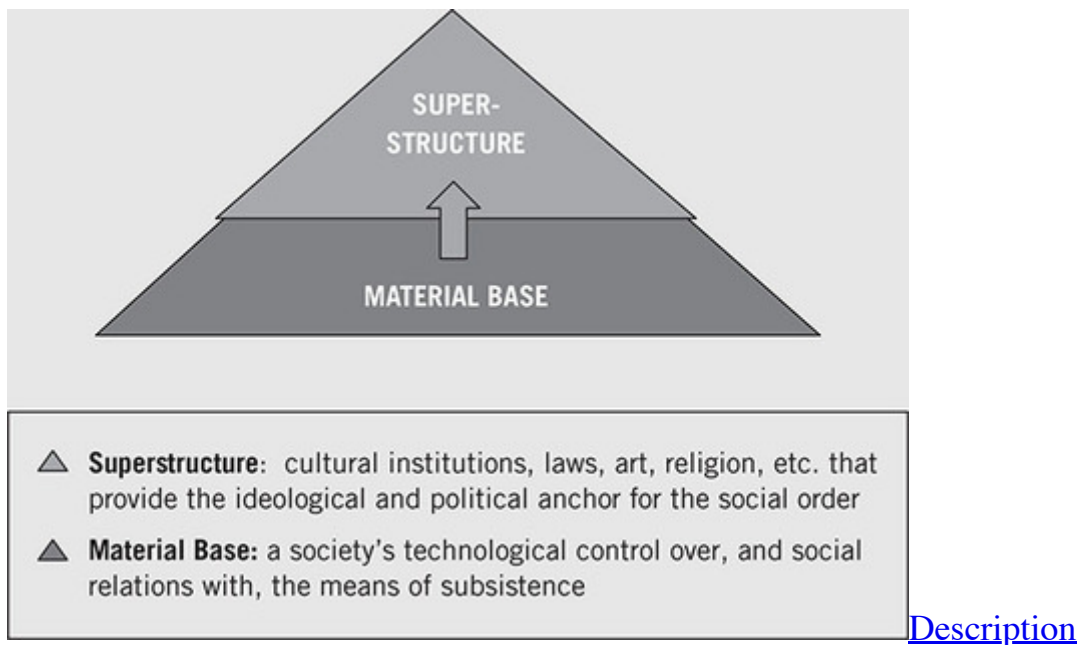 SUPER-
STRUCTURE
MATERIAL BASE
Superstructure: cultural institutions, laws, art, religion, etc. that
provide the ideological and political anchor for the social order
Material Base: a society's technological control over, and social
relations with, the means of subsistence
Description